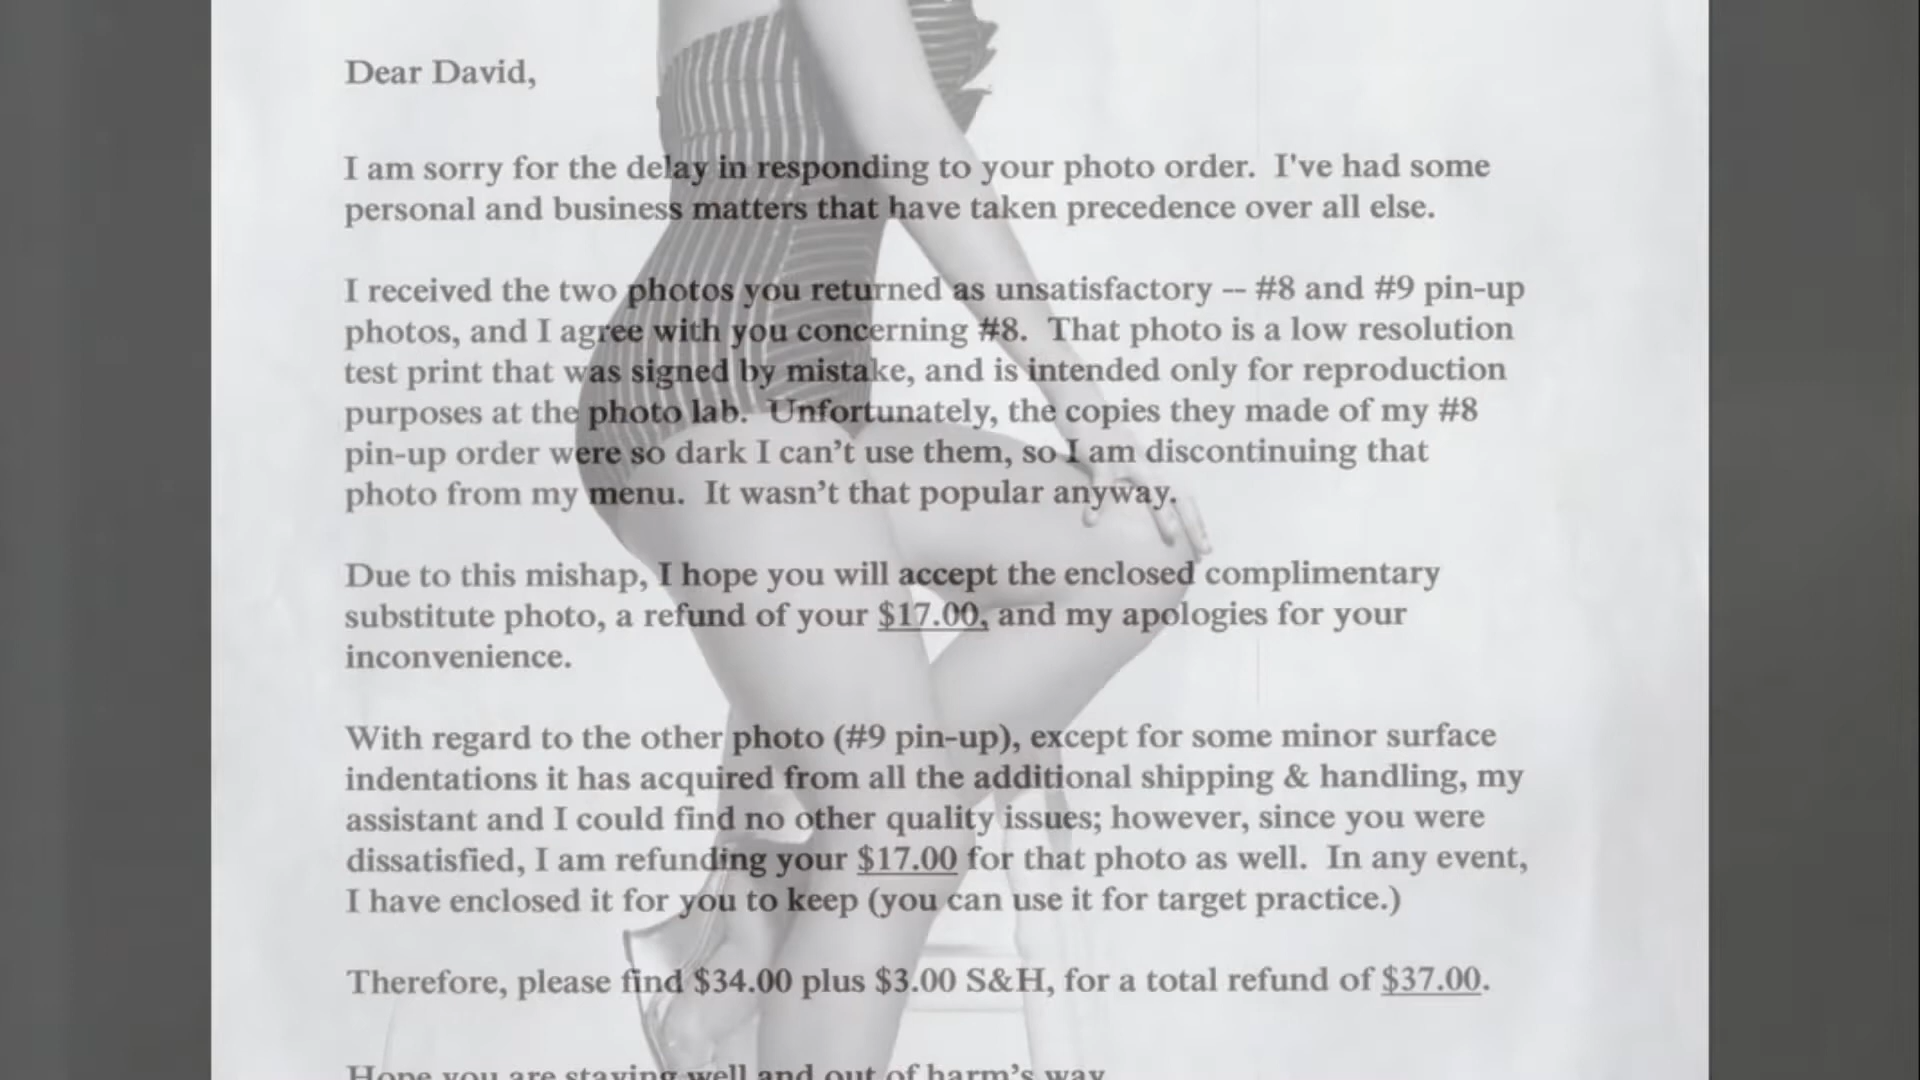 Dear David,
I am sorry for the delay in responding to your photo order. I've had some
personal and business matters that have taken precedence over all else.
I received the two photos you returned as unsatisfactory -- #8 and #9 pin-up
photos, and I agree with you concerning #8. That photo is a low resolution
test print that was signed by mistake, and is intended only for reproduction
purposes at the photo lab. Unfortunately, the copies they made of my #8
pin-up order were so dark I can’t use them, so I am discontinuing that
photo from my menu. It wasn’t that popular anyway.
Due to this mishap, I hope you will accept the enclosed complimentary
substitute photo, a refund of your $17.00, and my apologies for your
inconvenience.
With regard to the other photo (#9 pin-up), except for some minor surface
indentations it has acquired from all the additional shipping & handling, my
assistant and I could find no other quality issues; however, since you were
dissatisfied, I am refunding your $17.00 for that photo as well. In any event,
I have enclosed it for you to keep (you can use it for target practice.)
Therefore, please find $34.00 plus $3.00 S&H, for a total refund of $37.00.
Hope you are staying well and out of harm’s way